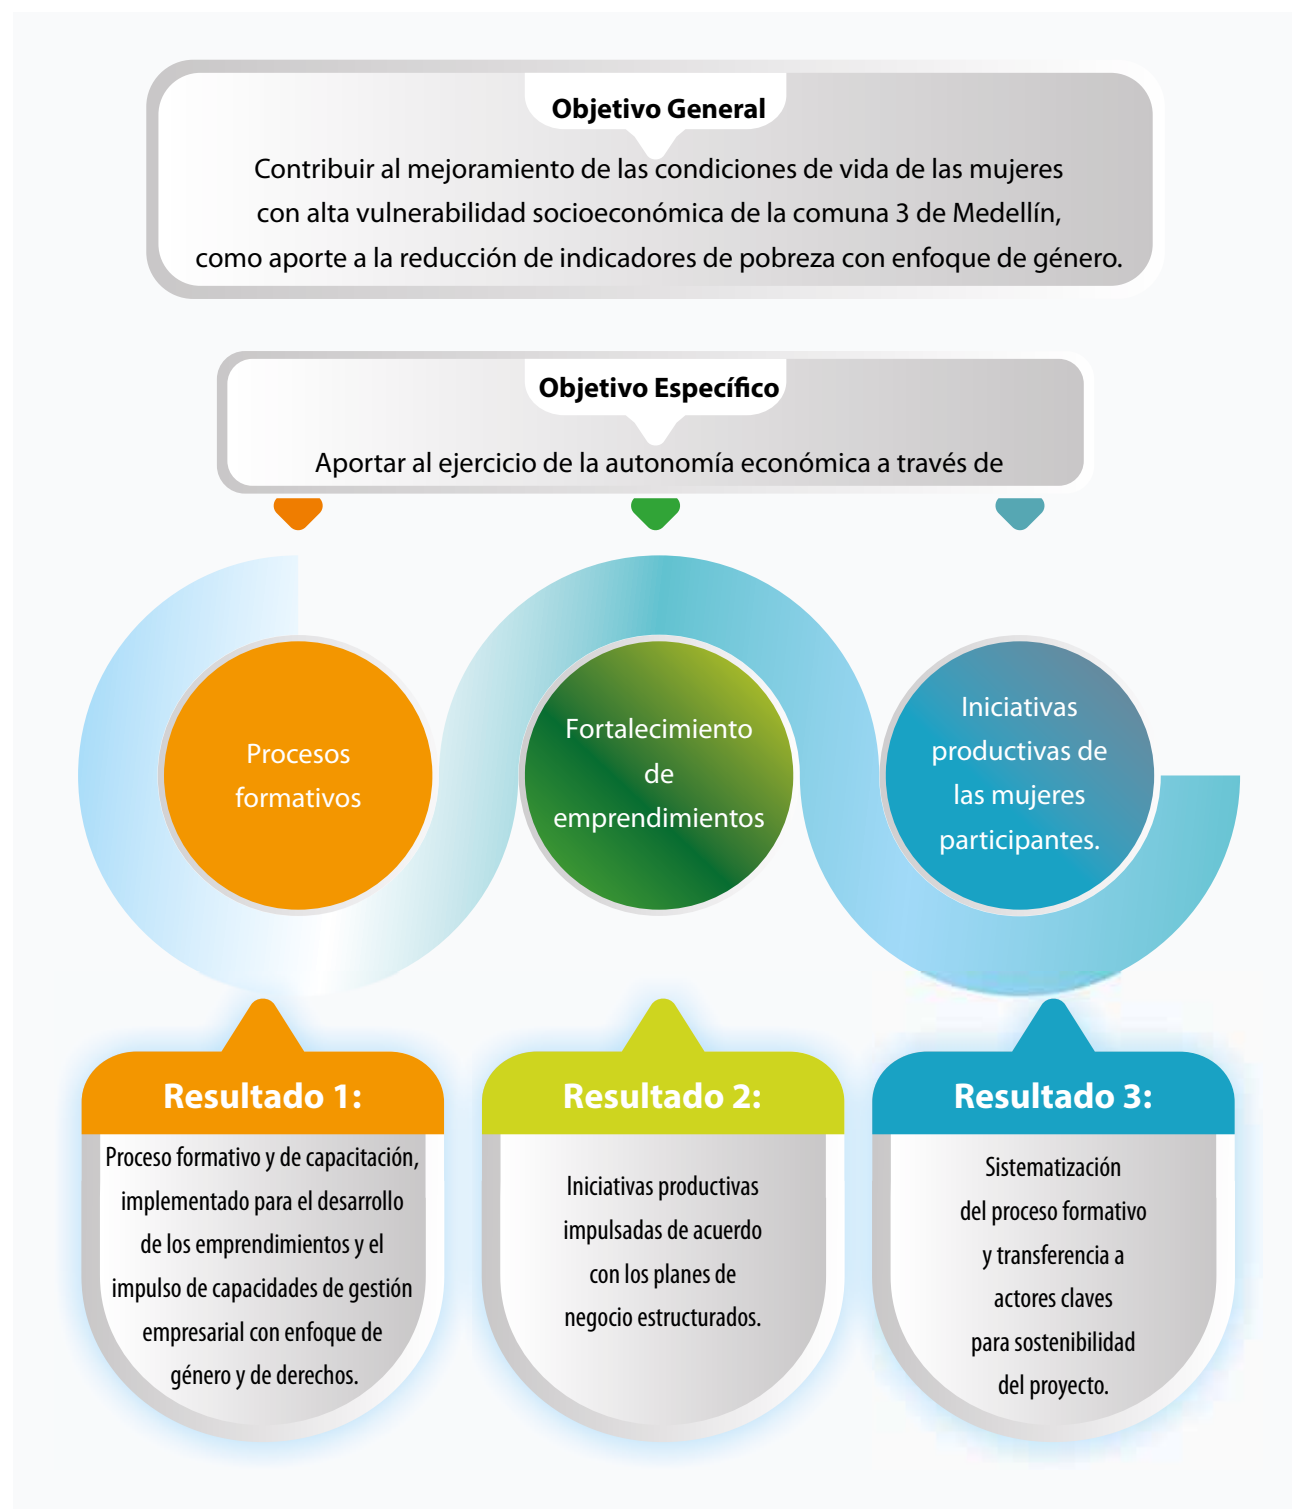 Objetivo General
Contribuir al mejoramiento de las condiciones de vida de las mujeres
con alta vulnerabilidad socioeconómica de la comuna 3 de Medellín,
como aporte a la reducción de indicadores de pobreza con enfoque de género.
Objetivo Específico
Aportar al ejercicio de la autonomía económica a través de
Procesos
formativos
Fortalecimiento
de
emprendimientos
Iniciativas
productivas de
las mujeres
participantes.
Resultado 1:
Proceso formativo y de capacitación,
implementado para el desarrollo
de los emprendimientos y el
impulso de capacidades de gestión
empresarial con enfoque de
género y de derechos.
Resultado 2:
Iniciativas productivas
impulsadas de acuerdo
con los planes de
negocio estructurados.
Resultado 3:
Sistematización
del proceso formativo
y transferencia a
actores claves
para sostenibilidad
del proyecto.